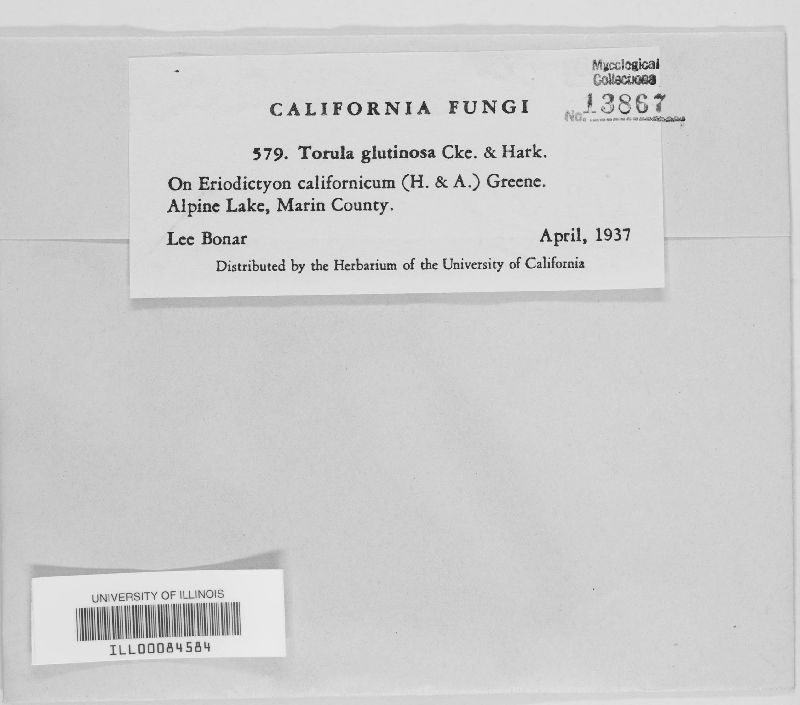 Mycological
Collections
No. 13867
CALIFORNIA FUNGI
579. Torula glutinosa Cke. & Hark.
On Eriodictyon californicum (H. & A.) Greene.
Alpine Lake, Marin County.
Lee Bonar April, 1937
Distributed by the Herbarium of the University of California
UNIVERSITY OF ILLINOIS
ILL00084584